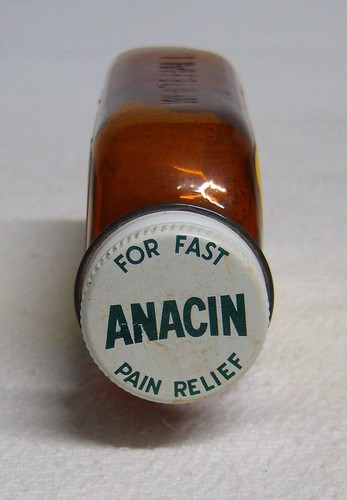 FOR FAST
ANACIN
PAIN RELIEF